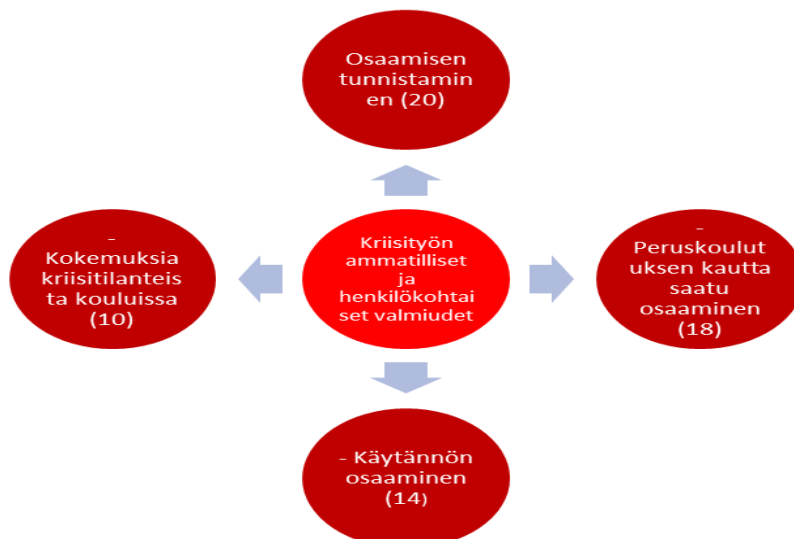 Osaamisen
tunnistamin
en (20)
-
Kokemuksia
kriisitilanteis
ta kouluissa
(10)
Kriisityön
ammatilliset
ja
henkilökohtai
set valmiudet
-
Peruskoulut
uksen kautta
saatu
osaaminen
(18)
- Käytännön
osaaminen
(14)